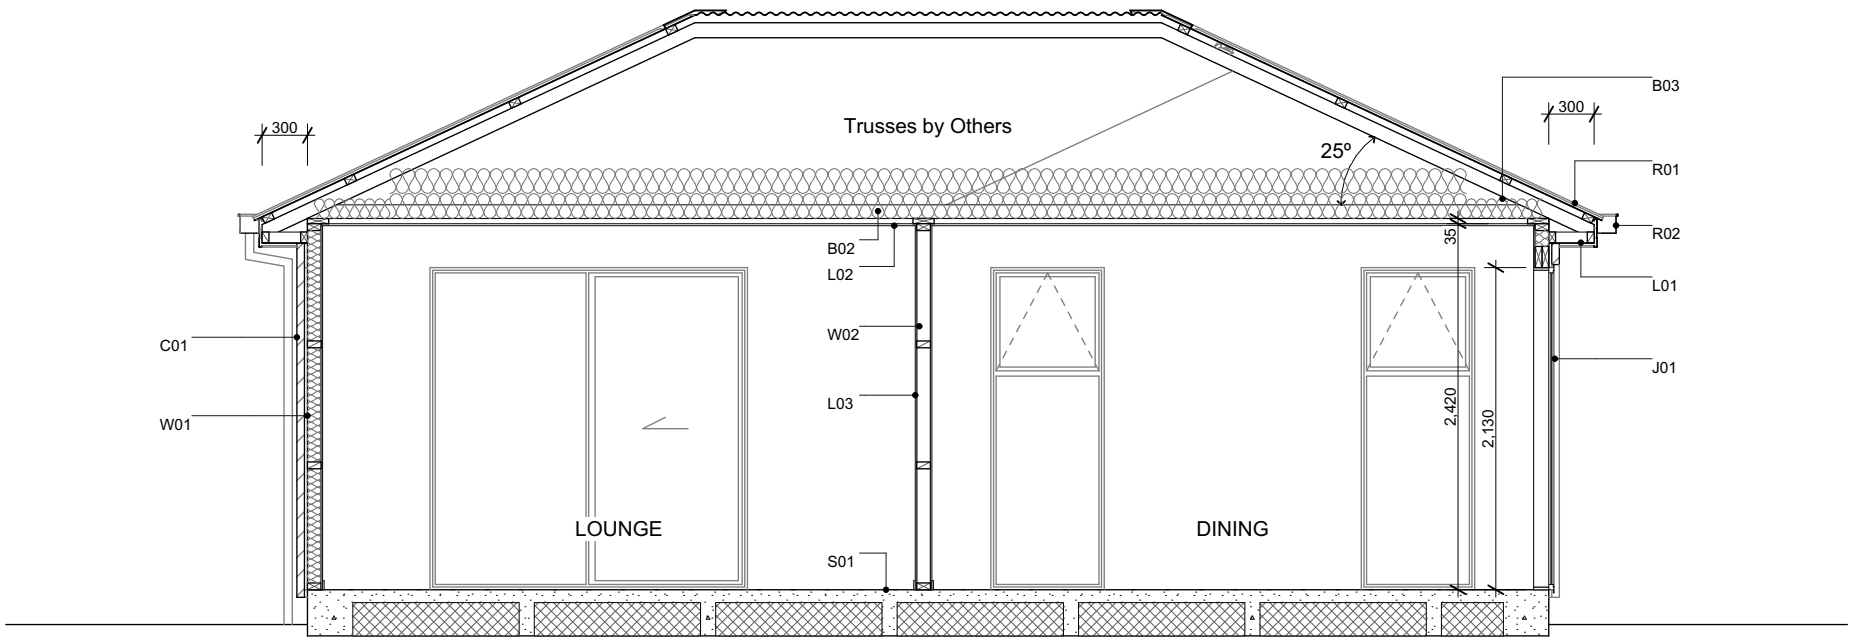 B03
300
300
Trusses by Others
25º
R01
35
R02
B02
L02
L01
C01
W02
J01
L03
2,420
2,130
W01
LOUNGE
DINING
S01